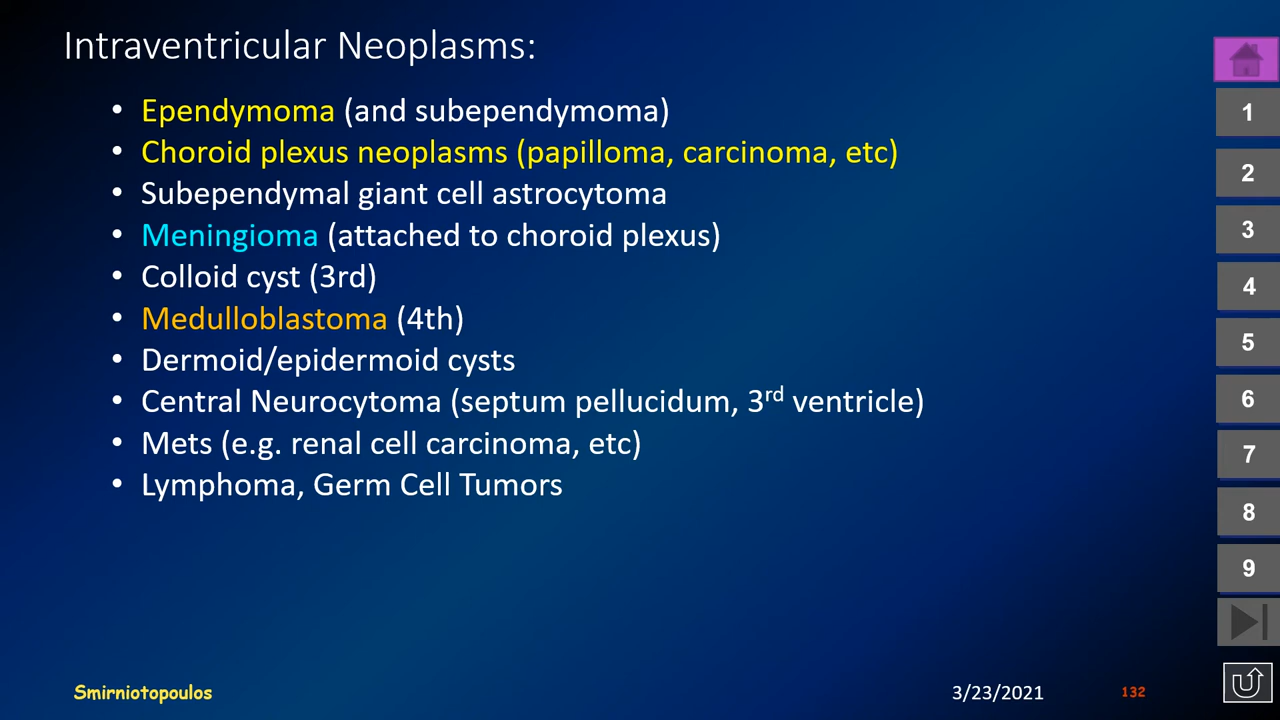 Intraventricular Neoplasms:
• Ependymoma (and subependymoma)
• Choroid plexus neoplasms (papilloma, carcinoma, etc)
• Subependymal giant cell astrocytoma
• Meningioma (attached to choroid plexus)
• Colloid cyst (3rd)
• Medulloblastoma (4th)
• Dermoid/epidermoid cysts
• Central Neurocytoma (septum pellucidum, 3rd ventricle)
• Mets (e.g. renal cell carcinoma, etc)
• Lymphoma, Germ Cell Tumors
1
2
3
4
5
6
7
8
9
Smirniotopoulos
3/23/2021
132